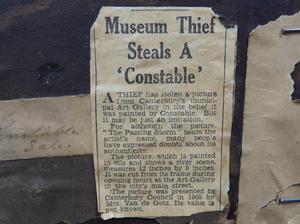 Museum Thief
Steals A
'Constable'
A THIEF has stolen a picture
from Canterbury's munici-
pal Art Gallery in the belief it
was painted by Constable. But
it may be just an imitation.
For although the picture,
"The Passing Storm" bears the
artist's name, many people
have expressed doubts about its
authenticity.
The picture, which is painted
in oils and shows a river scene,
measures 12 inches by 9 inches.
It was cut from its frame during
opening hours at the Art Gallery
in the city's main street.
The picture was presented to
Canterbury Council in 1905 by
Mrs. Van de Gotz. Its value is
not known.